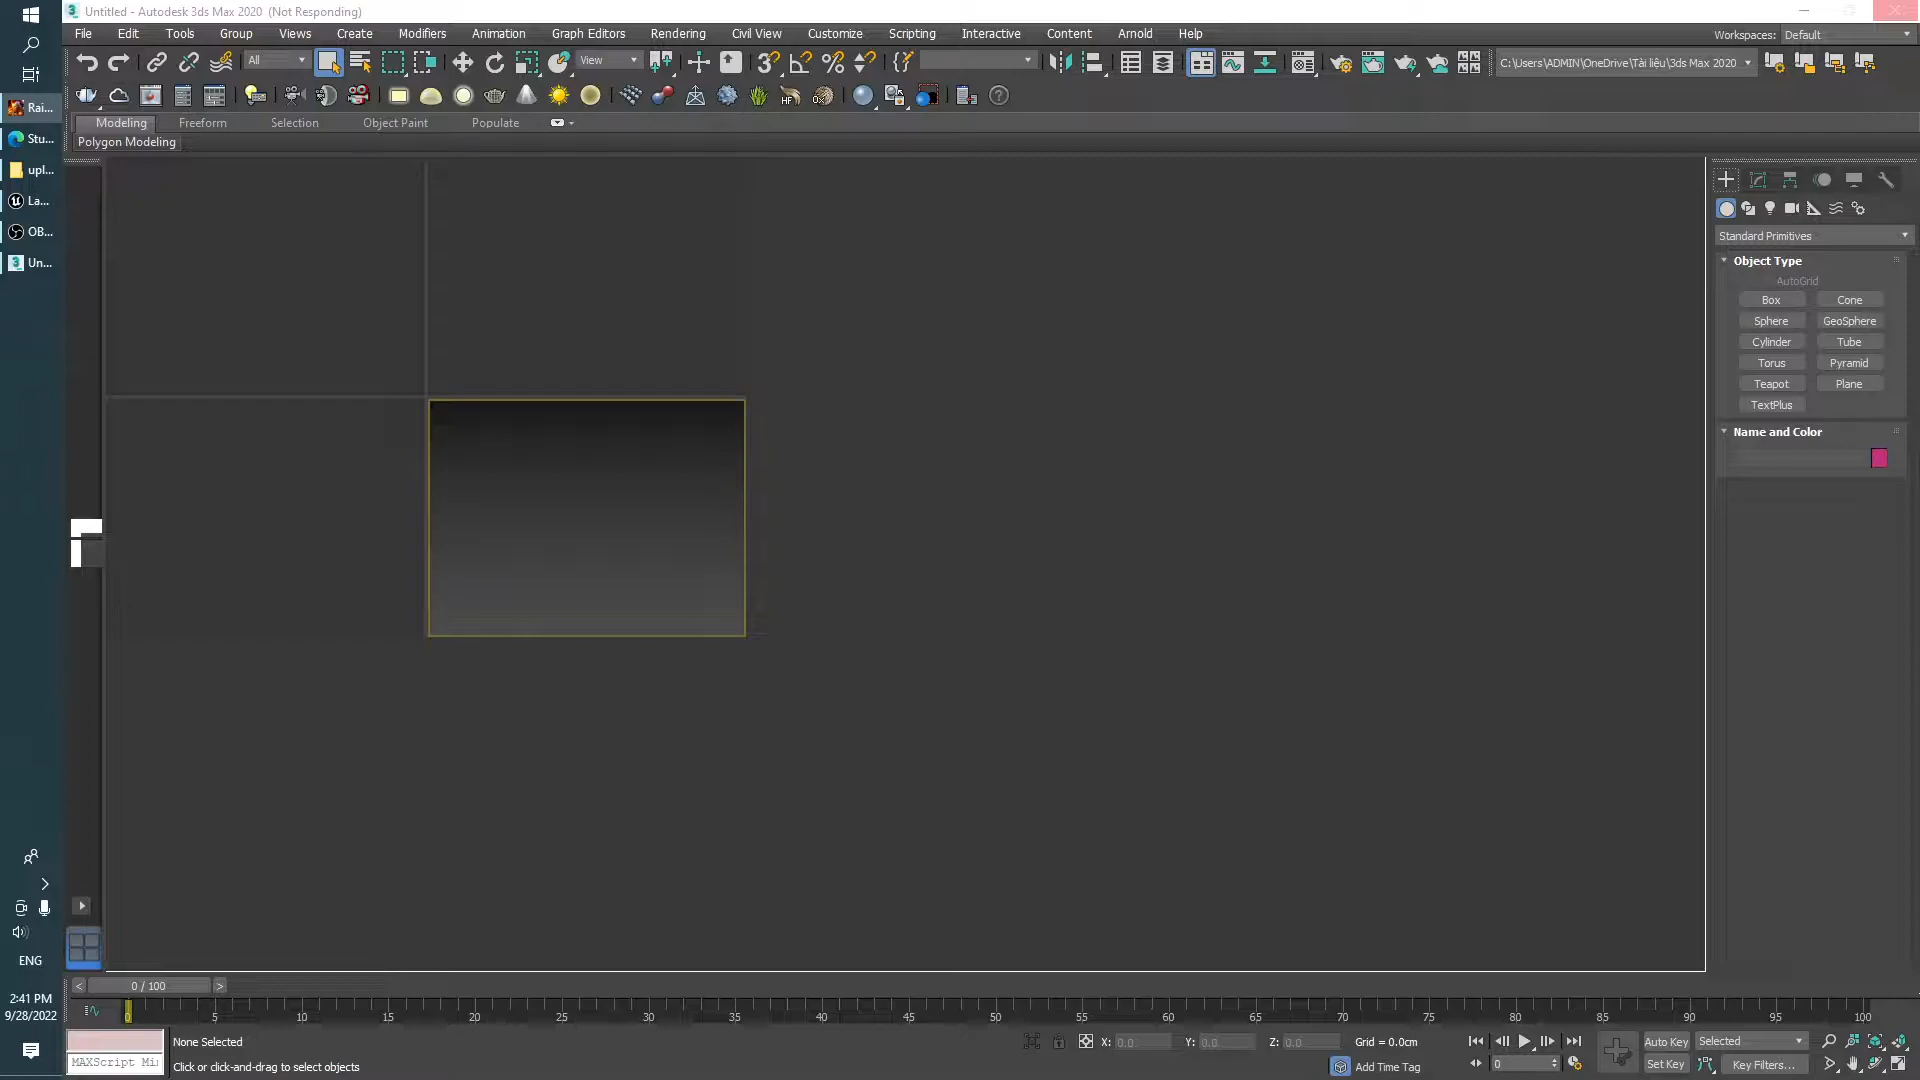 Untitled - Autodesk 3ds Max 2020 (Not Responding)
File Edit Tools Group Views Create Modifiers Animation Graph Editors Rendering Civil View Customize Scripting Interactive Content Arnold Help
Workspaces: Default
All
View
C:\Users\ADMIN\OneDrive\Tài liệu\3ds Max 2020
HF
Modeling Freeform Selection Object Paint Populate
Polygon Modeling
Rai...
Stu...
upl...
La...
OB...
Un...
Standard Primitives
Object Type
AutoGrid
Box Cone
Sphere GeoSphere
Cylinder Tube
Torus Pyramid
Teapot Plane
TextPlus
Name and Color
ENG
2:41 PM
9/28/2022
< 0 / 100 >
0 5 10 15 20 25 30 35 40 45 50 55 60 65 70 75 80 85 90 95 100
None Selected
X: 0.0 Y: 0.0 Z: 0.0 Grid = 0.0cm
Auto Key Selected
MAXScript Mi
Click or click-and-drag to select objects
Add Time Tag
0
Set Key Key Filters...